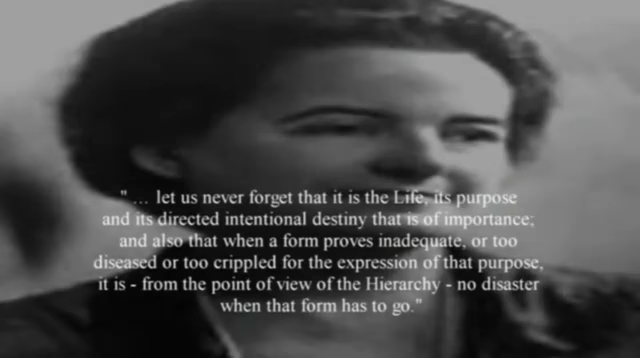 " ... let us never forget that it is the Life, its purpose
and its directed intentional destiny that is of importance;
and also that when a form proves inadequate, or too
diseased or too crippled for the expression of that purpose,
it is - from the point of view of the Hierarchy - no disaster
when that form has to go."